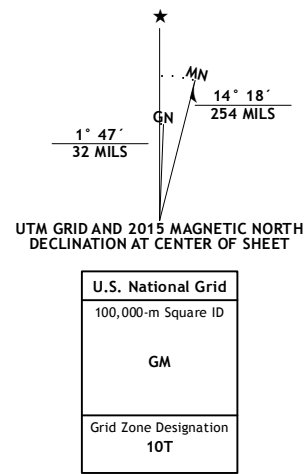 ★
MN
GN
14° 18´
254 MILS
1° 47´
32 MILS
UTM GRID AND 2015 MAGNETIC NORTH
DECLINATION AT CENTER OF SHEET
U.S. National Grid
100,000-m Square ID
GM
Grid Zone Designation
10T